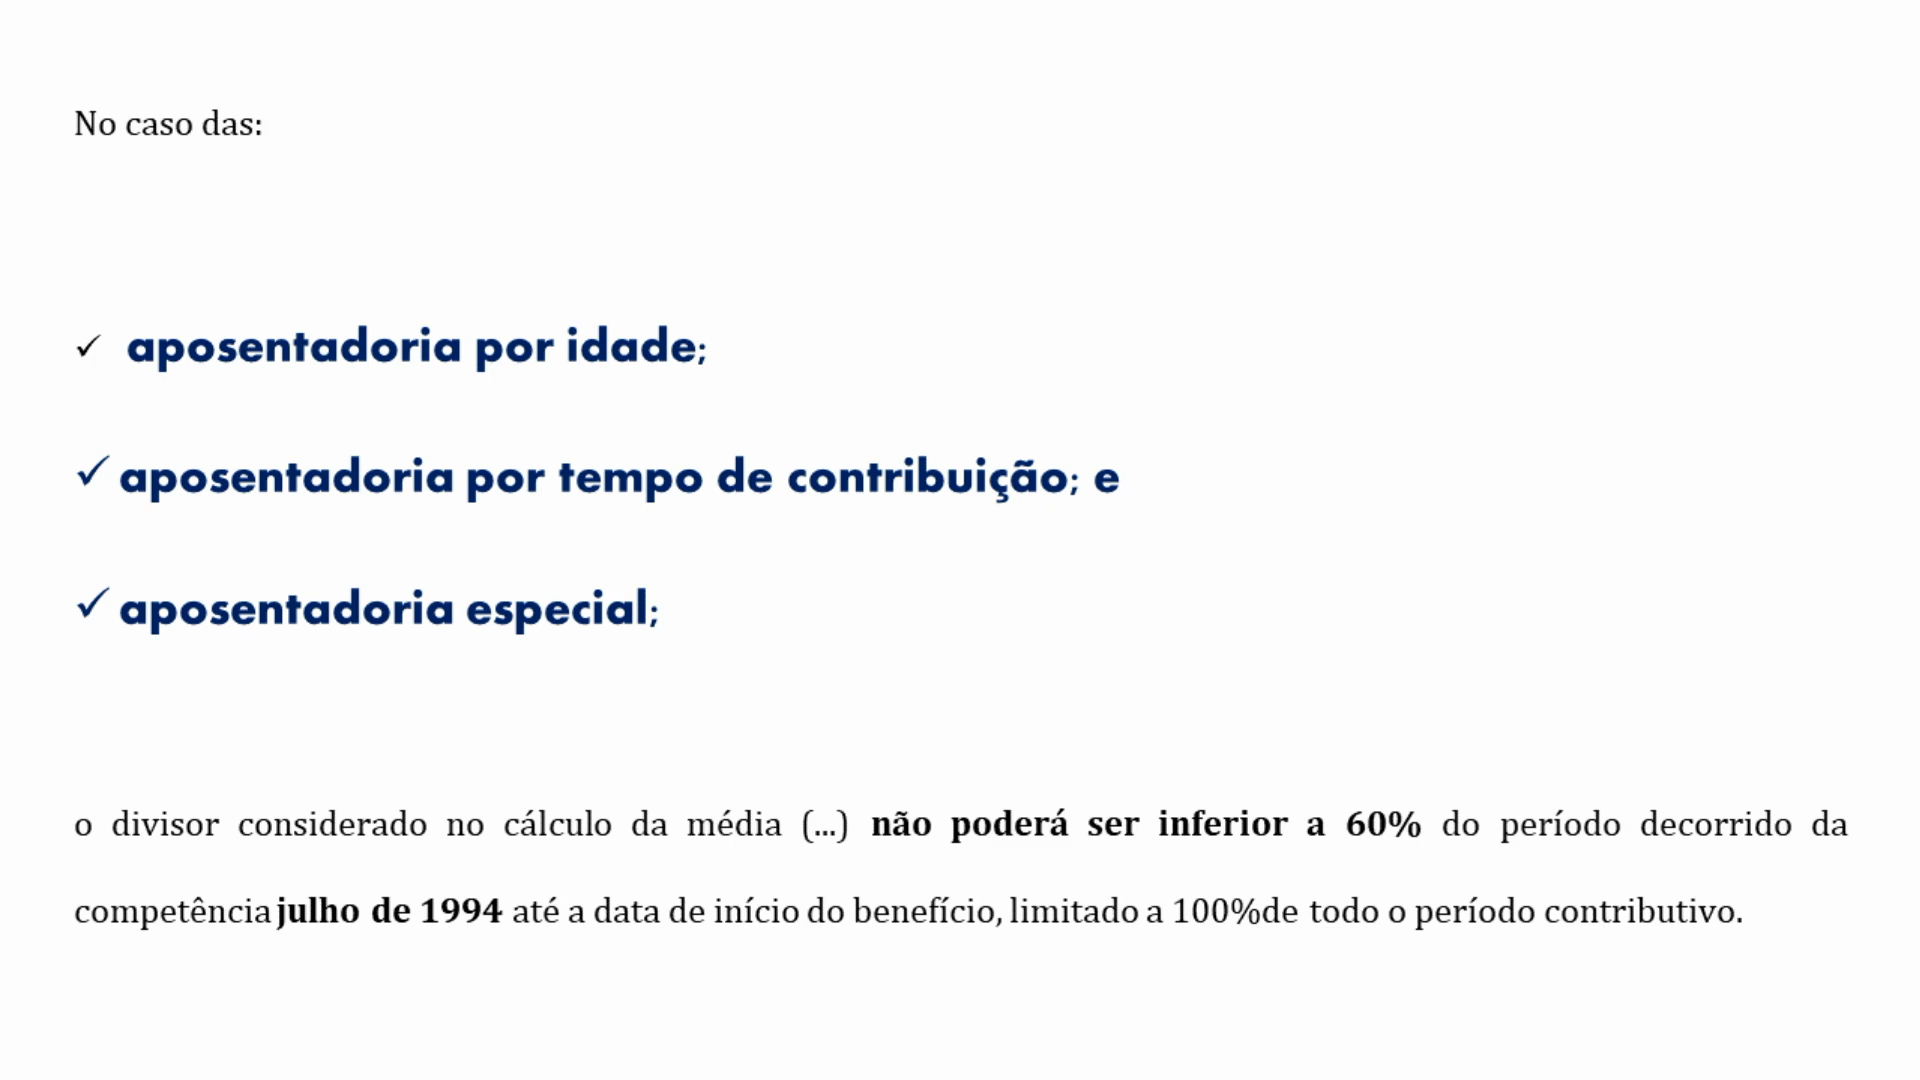 No caso das:
✓ aposentadoria por idade;
✓ aposentadoria por tempo de contribuição; e
✓ aposentadoria especial;
o divisor considerado no cálculo da média (...) não poderá ser inferior a 60% do período decorrido da
competência julho de 1994 até a data de início do benefício, limitado a 100%de todo o período contributivo.